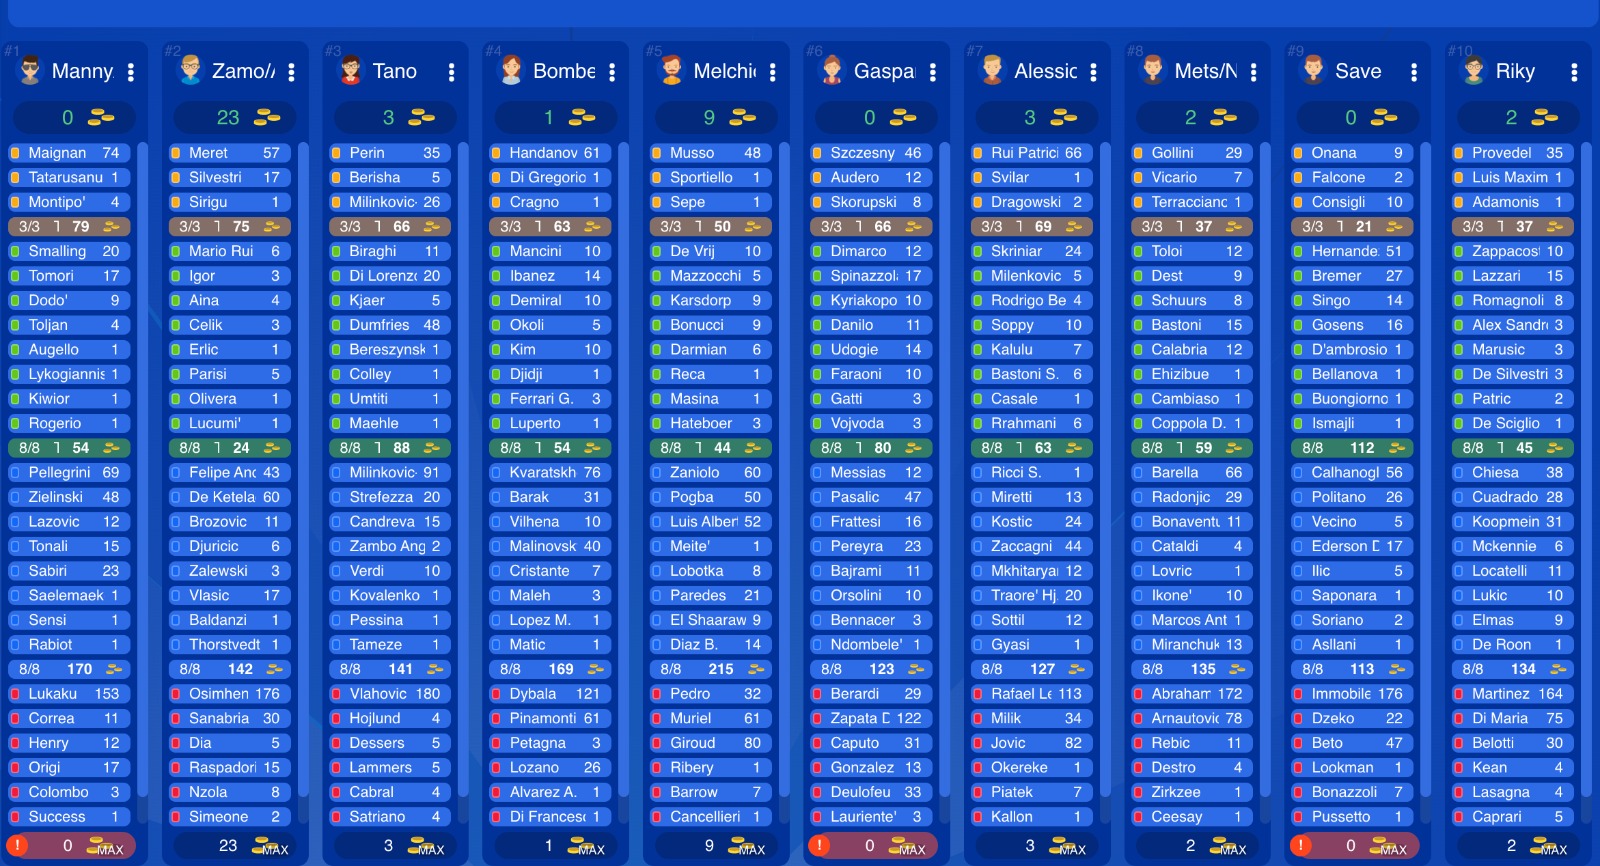 #1
Manny.
0
Maignan 74
Tatarusanu 1
Montipo' 4
3/3 79
Smalling 20
Tomori 17
Dodo' 9
Toljan 4
Augello 1
Lykogiannis 1
Kiwior 1
Rogerio 1
8/8 54
Pellegrini 69
Zielinski 48
Lazovic 12
Tonali 15
Sabiri 23
Saelemaek 1
Sensi 1
Rabiot 1
8/8 170
Lukaku 153
Correa 11
Henry 12
Origi 17
Colombo 3
Success 1
! 0 MAX
#2
Zamo/A
23
Meret 57
Silvestri 17
Sirigu 1
3/3 75
Mario Rui 6
Igor 3
Aina 4
Celik 3
Erlic 1
Parisi 5
Olivera 1
Lucumi' 1
8/8 24
Felipe And 43
De Ketela 60
Brozovic 11
Djuricic 6
Zalewski 3
Vlasic 17
Baldanzi 1
Thorstvedt 1
8/8 142
Osimhen 176
Sanabria 30
Dia 5
Raspadori 15
Nzola 8
Simeone 2
23 MAX
#3
Tano
3
Perin 35
Berisha 5
Milinkovic- 26
3/3 66
Biraghi 11
Di Lorenzo 20
Kjaer 5
Dumfries 48
Bereszynsk 1
Colley 1
Umtiti 1
Maehle 1
8/8 88
Milinkovic- 91
Strefezza 20
Candreva 15
Zambo Ang 2
Verdi 10
Kovalenko 1
Pessina 1
Tameze 1
8/8 141
Vlahovic 180
Hojlund 4
Dessers 5
Lammers 5
Cabral 4
Satriano 4
3 MAX
#4
Bombe
1
Handanov 61
Di Gregorio 1
Cragno 1
3/3 63
Mancini 10
Ibanez 14
Demiral 10
Okoli 5
Kim 10
Djidji 1
Ferrari G. 3
Luperto 1
8/8 54
Kvaratskh 76
Barak 31
Vilhena 10
Malinovsk 40
Cristante 7
Maleh 3
Lopez M. 1
Matic 1
8/8 169
Dybala 121
Pinamonti 61
Petagna 3
Lozano 26
Alvarez A. 1
Di Francesc 1
1 MAX
#5
Melchio
9
Musso 48
Sportiello 1
Sepe 1
3/3 50
De Vrij 10
Mazzocchi 5
Karsdorp 9
Bonucci 9
Darmian 6
Reca 1
Masina 1
Hateboer 3
8/8 44
Zaniolo 60
Pogba 50
Luis Albert 52
Meite' 1
Lobotka 8
Paredes 21
El Shaaraw 9
Diaz B. 14
8/8 215
Pedro 32
Muriel 61
Giroud 80
Ribery 1
Barrow 7
Cancellieri 1
9 MAX
#6
Gaspa
0
Szczesny 46
Audero 12
Skorupski 8
3/3 66
Dimarco 12
Spinazzola 17
Kyriakopo 10
Danilo 11
Udogie 14
Faraoni 10
Gatti 3
Vojvoda 3
8/8 80
Messias 12
Pasalic 47
Frattesi 16
Pereyra 23
Bajrami 11
Orsolini 10
Bennacer 3
Ndombele' 1
8/8 123
Berardi 29
Zapata D 122
Caputo 31
Gonzalez 13
Deulofeu 33
Lauriente' 3
! 0 MAX
#7
Alessio
3
Rui Patrici 66
Svilar 1
Dragowski 2
3/3 69
Skriniar 24
Milenkovic 5
Rodrigo Be 4
Soppy 10
Kalulu 7
Bastoni S. 6
Casale 1
Rrahmani 6
8/8 63
Ricci S. 1
Miretti 13
Kostic 24
Zaccagni 44
Mkhitarya 12
Traore' Hj. 20
Sottil 12
Gyasi 1
8/8 127
Rafael Le 113
Milik 34
Jovic 82
Okereke 1
Piatek 7
Kallon 1
3 MAX
#8
Mets/N
2
Gollini 29
Vicario 7
Terracciano 1
3/3 37
Toloi 12
Dest 9
Schuurs 8
Bastoni 15
Calabria 12
Ehizibue 1
Cambiaso 1
Coppola D. 1
8/8 59
Barella 66
Radonjic 29
Bonaventu 11
Cataldi 4
Lovric 1
Ikone' 10
Marcos Ant 1
Miranchuk 13
8/8 135
Abraham 172
Arnautovic 78
Rebic 11
Destro 4
Zirkzee 1
Ceesay 1
2 MAX
#9
Save
0
Onana 9
Falcone 2
Consigli 10
3/3 21
Hernandez 51
Bremer 27
Singo 14
Gosens 16
D'ambrosio 1
Bellanova 1
Buongiorno 1
Ismajli 1
8/8 112
Calhanogl 56
Politano 26
Vecino 5
Ederson D 17
Ilic 5
Saponara 1
Soriano 2
Asllani 1
8/8 113
Immobile 176
Dzeko 22
Beto 47
Lookman 1
Bonazzoli 7
Pussetto 1
! 0 MAX
#10
Riky
2
Provedel 35
Luis Maxim 1
Adamonis 1
3/3 37
Zappacost 10
Lazzari 15
Romagnoli 8
Alex Sandro 3
Marusic 3
De Silvestri 3
Patric 2
De Sciglio 1
8/8 45
Chiesa 38
Cuadrado 28
Koopmein 31
Mckennie 6
Locatelli 11
Lukic 10
Elmas 9
De Roon 1
8/8 134
Martinez 164
Di Maria 75
Belotti 30
Kean 4
Lasagna 4
Caprari 5
2 MAX